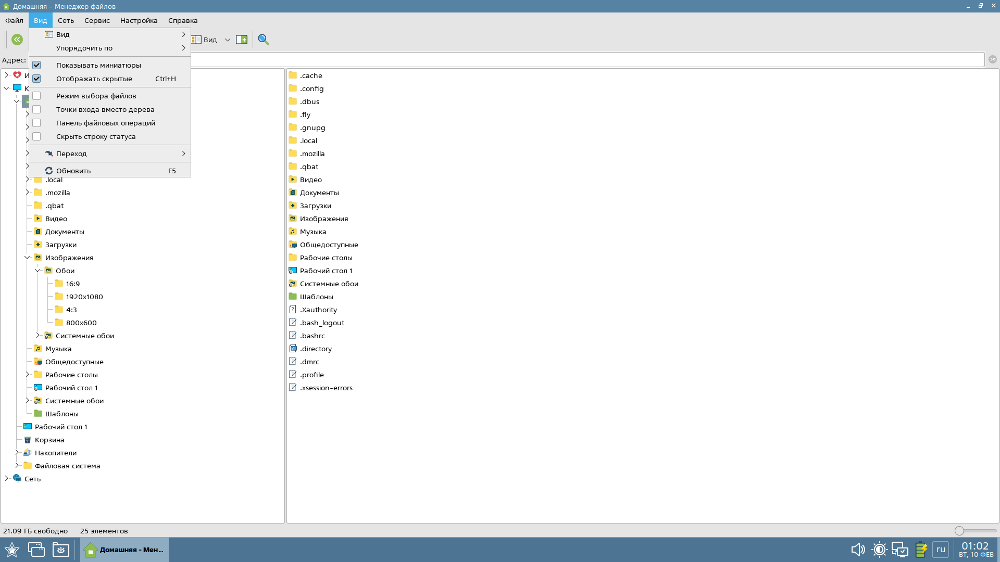 Домашняя – Менеджер файлов
Файл Вид Сеть Сервис Настройка Справка
Вид
Адрес:
Вид
Упорядочить по
Показывать миниатюры
Отображать скрытые Ctrl+H
Режим выбора файлов
Точки входа вместо дерева
Панель файловых операций
Скрыть строку статуса
Переход
Обновить F5
.local
.mozilla
.qbat
Видео
Документы
Загрузки
Изображения
Обои
16:9
1920x1080
4:3
800x600
Системные обои
Музыка
Общедоступные
Рабочие столы
Рабочий стол 1
Системные обои
Шаблоны
Рабочий стол 1
Корзина
Накопители
Файловая система
Сеть
.cache
.config
.dbus
.fly
.gnupg
.local
.mozilla
.qbat
Видео
Документы
Загрузки
Изображения
Музыка
Общедоступные
Рабочие столы
Рабочий стол 1
Системные обои
Шаблоны
.Xauthority
.bash_logout
.bashrc
.directory
.dmrc
.profile
.xsession-errors
21.09 ГБ свободно 25 элементов
Домашняя - Мен...
ru
01:02
ВТ, 10 ФЕВ